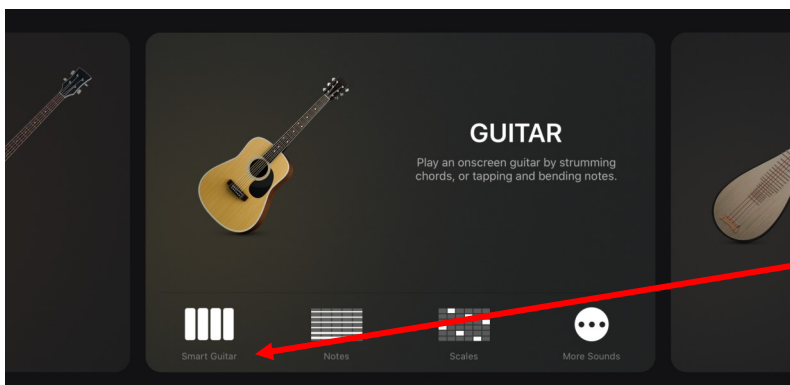 GUITAR
Play an onscreen guitar by strumming
chords, or tapping and bending notes.
Smart Guitar
Notes
Scales
More Sounds